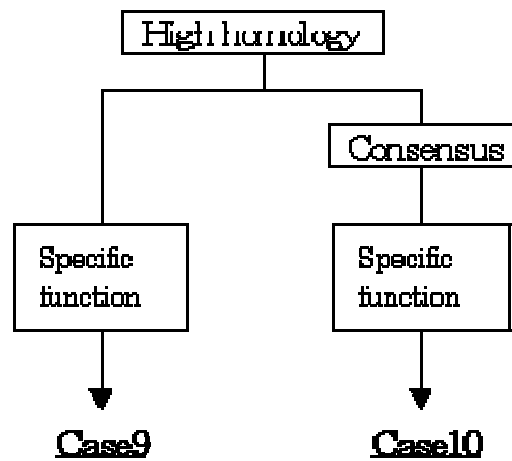 High homology
Consensus
Specific
function
Specific
function
Case9
Case10